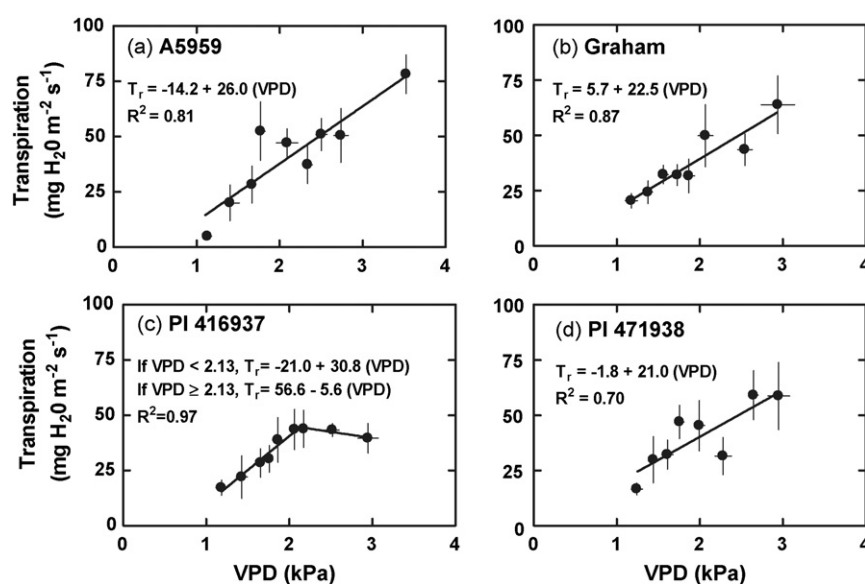 (a) A5959
Tr = -14.2 + 26.0 (VPD)
R² = 0.81
Transpiration
(mg H20 m⁻² s⁻¹)
100
75
50
25
0
0 1 2 3 4
(b) Graham
Tr = 5.7 + 22.5 (VPD)
R² = 0.87
100
75
50
25
0
0 1 2 3 4
(c) PI 416937
If VPD < 2.13, Tr= -21.0 + 30.8 (VPD)
If VPD ≥ 2.13, Tr= 56.6 - 5.6 (VPD)
R²=0.97
Transpiration
(mg H20 m⁻² s⁻¹)
100
75
50
25
0
0 1 2 3 4
VPD (kPa)
(d) PI 471938
Tr = -1.8 + 21.0 (VPD)
R² = 0.70
100
75
50
25
0
0 1 2 3 4
VPD (kPa)